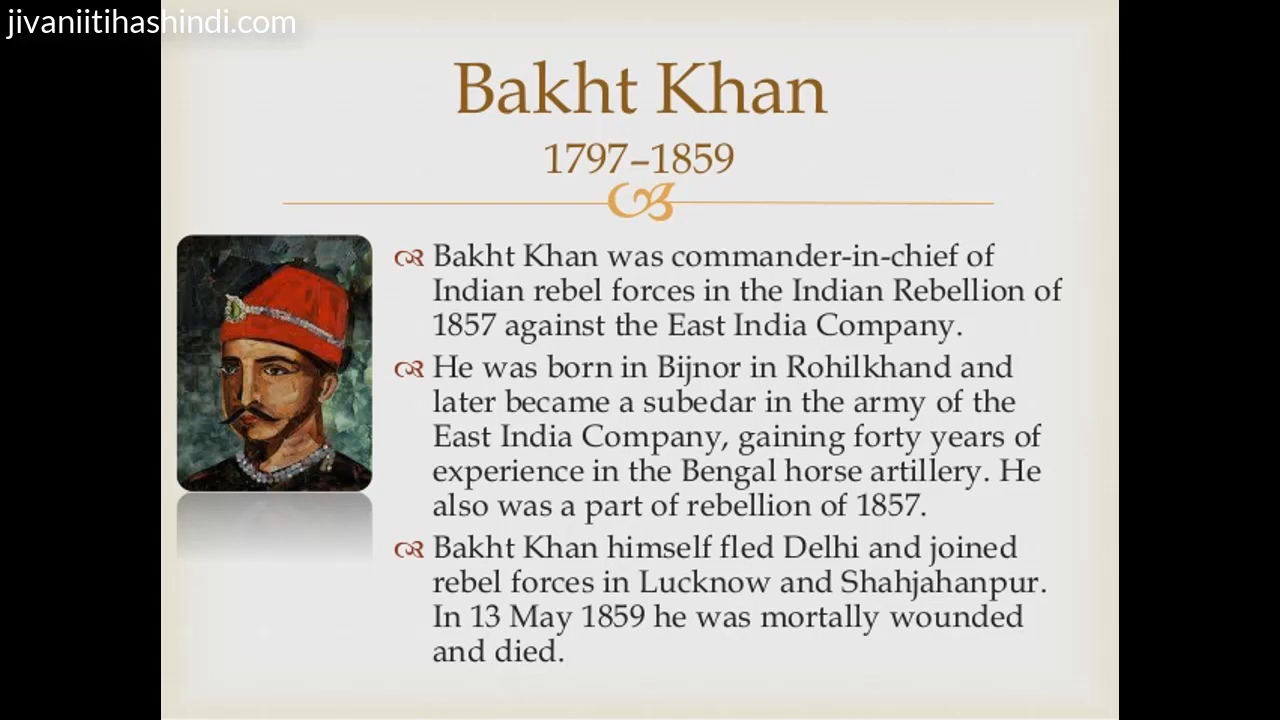 jivaniitihashindi.com
Bakht Khan
1797–1859
Bakht Khan was commander-in-chief of
Indian rebel forces in the Indian Rebellion of
1857 against the East India Company.
He was born in Bijnor in Rohilkhand and
later became a subedar in the army of the
East India Company, gaining forty years of
experience in the Bengal horse artillery. He
also was a part of rebellion of 1857.
Bakht Khan himself fled Delhi and joined
rebel forces in Lucknow and Shahjahanpur.
In 13 May 1859 he was mortally wounded
and died.